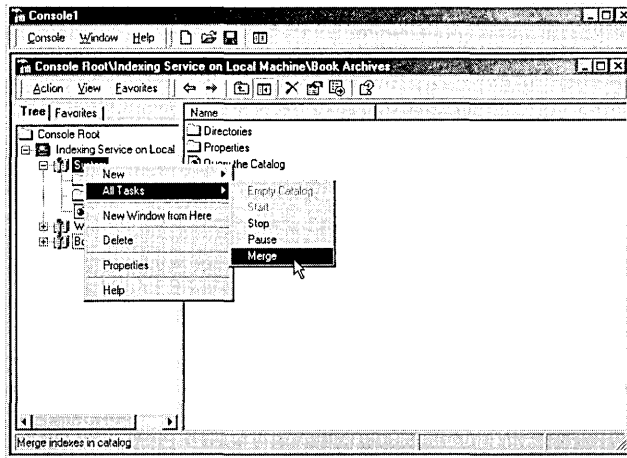 Console1
Console Window Help
Console Root\Indexing Service on Local Machine\Book Archives
Action View Favorites
Tree Favorites
Name
Console Root
Directories
Indexing Service on Local
Properties
Query the Catalog
New
All Tasks
Empty Catalog
Start
New Window from Here
Stop
Delete
Pause
Merge
Properties
Help
Merge indexes in catalog